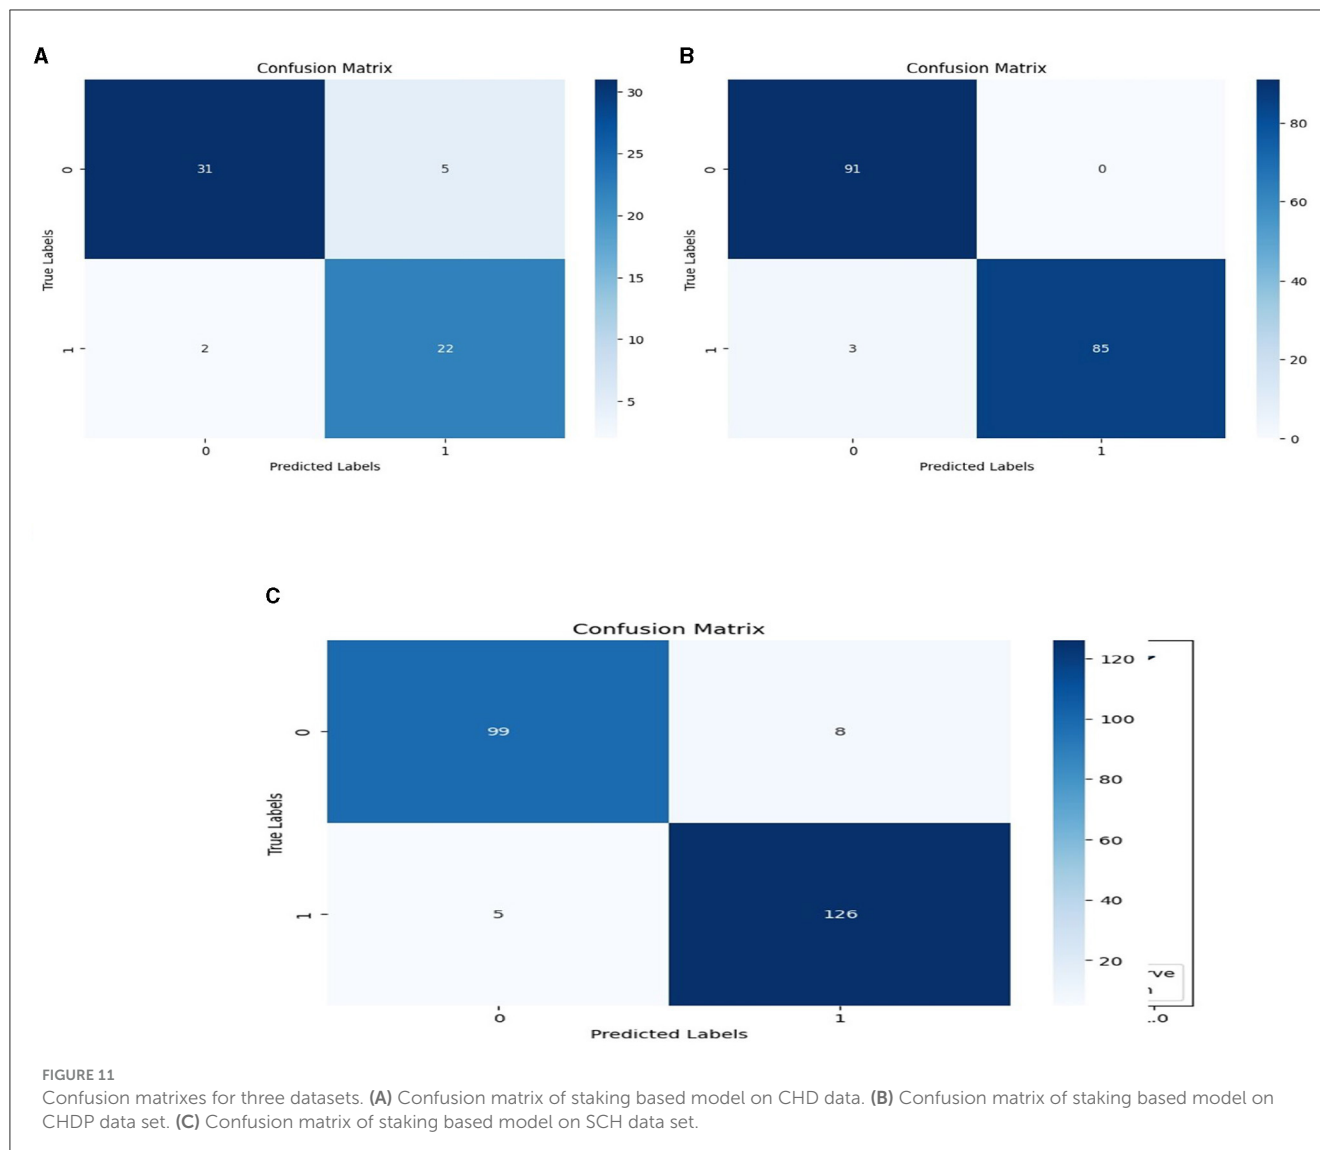 A
Confusion Matrix
0
31
5
1
2
22
0
1
True Labels
Predicted Labels
30
25
20
15
10
5
B
Confusion Matrix
0
91
0
1
3
85
0
1
True Labels
Predicted Labels
80
60
40
20
0
C
Confusion Matrix
0
99
8
1
5
126
0
1
True Labels
Predicted Labels
120
100
80
60
40
20
FIGURE 11
Confusion matrixes for three datasets. (A) Confusion matrix of staking based model on CHD data. (B) Confusion matrix of staking based model on
CHDP data set. (C) Confusion matrix of staking based model on SCH data set.